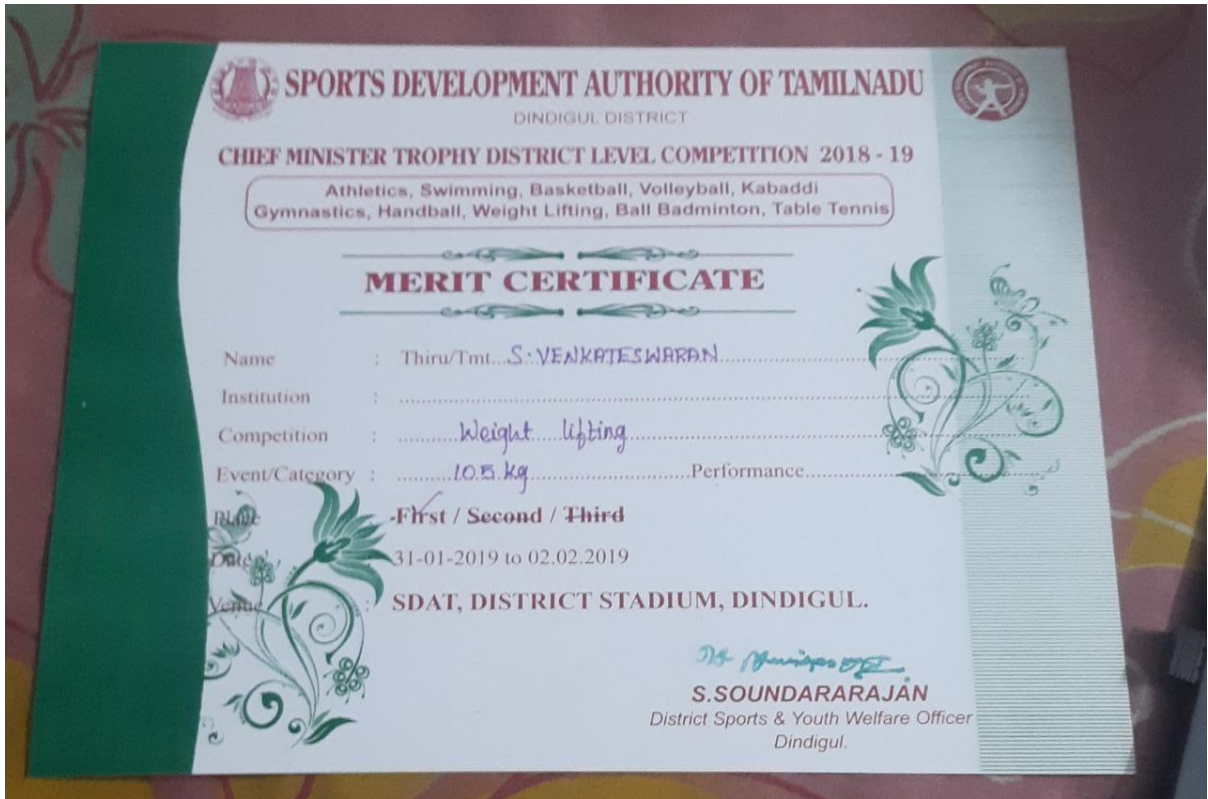 SPORTS DEVELOPMENT AUTHORITY OF TAMILNADU
DINDIGUL DISTRICT
CHIEF MINISTER TROPHY DISTRICT LEVEL COMPETITION 2018 - 19
Athletics, Swimming, Basketball, Volleyball, Kabaddi
Gymnastics, Handball, Weight Lifting, Ball Badminton, Table Tennis
MERIT CERTIFICATE
Name : Thiru/Tmt...S.VENKATESWARAN
Institution :
Competition : Weight lifting
Event/Category : 105 kg Performance
Place First / Second / Third
Date 31-01-2019 to 02.02.2019
Venue : SDAT, DISTRICT STADIUM, DINDIGUL.
S.SOUNDARARAJAN
District Sports & Youth Welfare Officer
Dindigul.